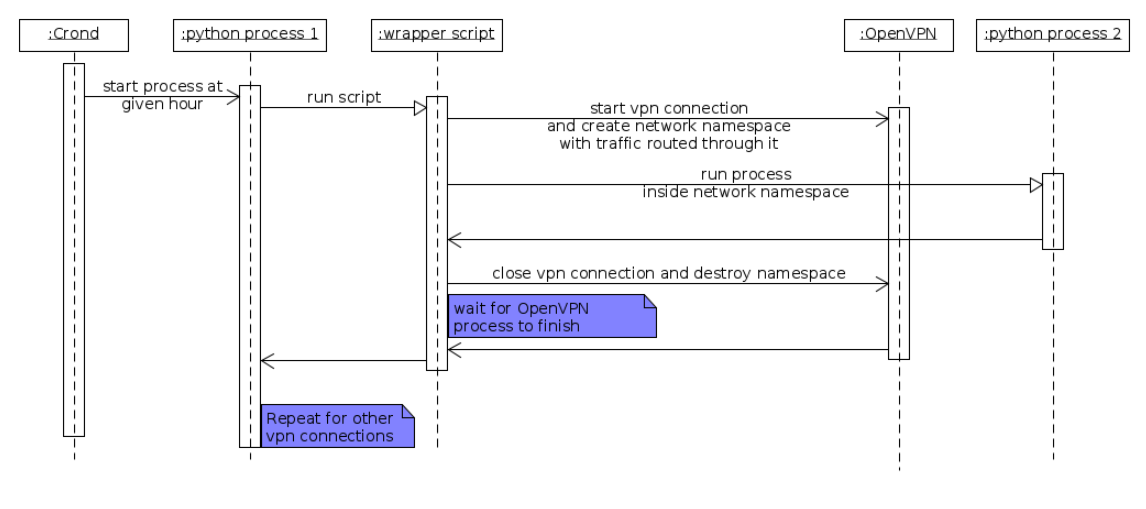 :Crond
:python process 1
:wrapper script
:OpenVPN
:python process 2
start process at
given hour
run script
start vpn connection
and create network namespace
with traffic routed through it
run process
inside network namespace
close vpn connection and destroy namespace
wait for OpenVPN
process to finish
Repeat for other
vpn connections